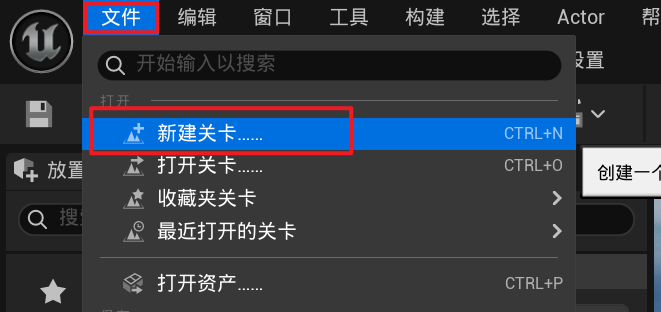 文件 编辑 窗口 工具 构建 选择 Actor 帮
开始输入以搜索
设置
打开
新建关卡...... CTRL+N
打开关卡...... CTRL+O
放置
创建一个
收藏夹关卡
搜
最近打开的关卡
打开资产...... CTRL+P